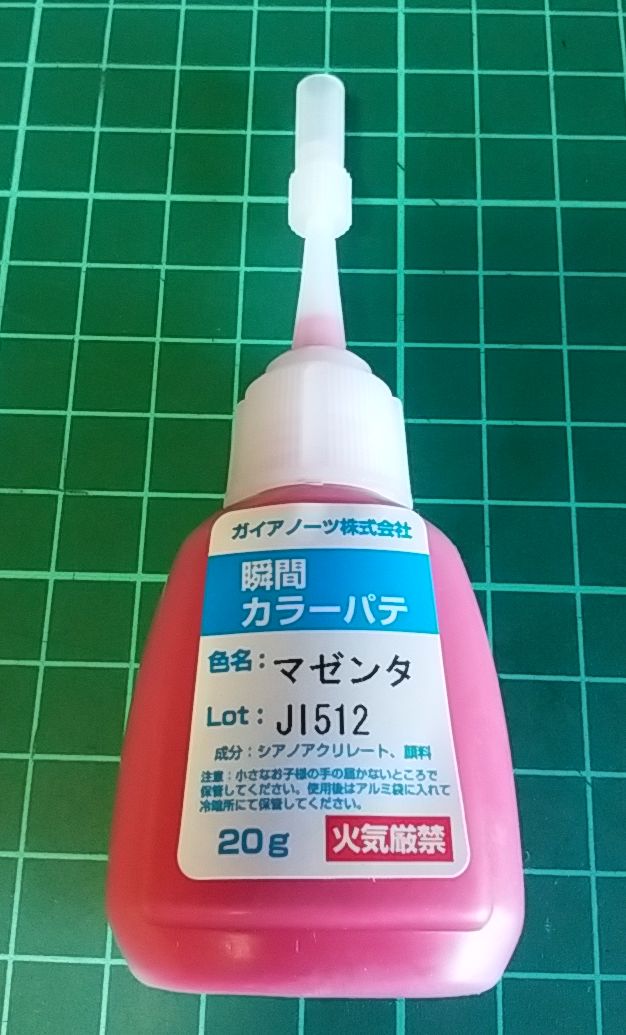 ガイアノーツ株式会社
瞬間
カラーパテ
色名：マゼンタ
Lot：JI512
成分：シアノアクリレート、顔料
注意：小さなお子様の手の届かないところで
保管してください。使用後はアルミ袋に入れて
冷暗所にて保管してください。
20g 火気厳禁